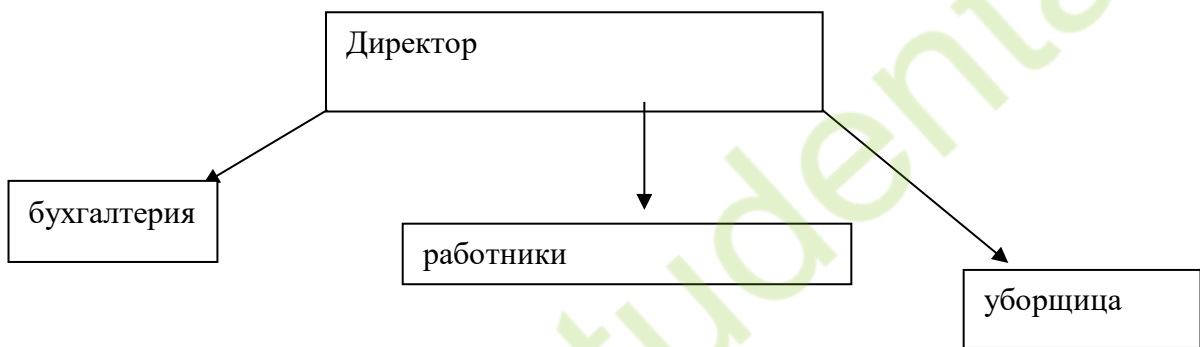 Директор
бухгалтерия
работники
уборщица